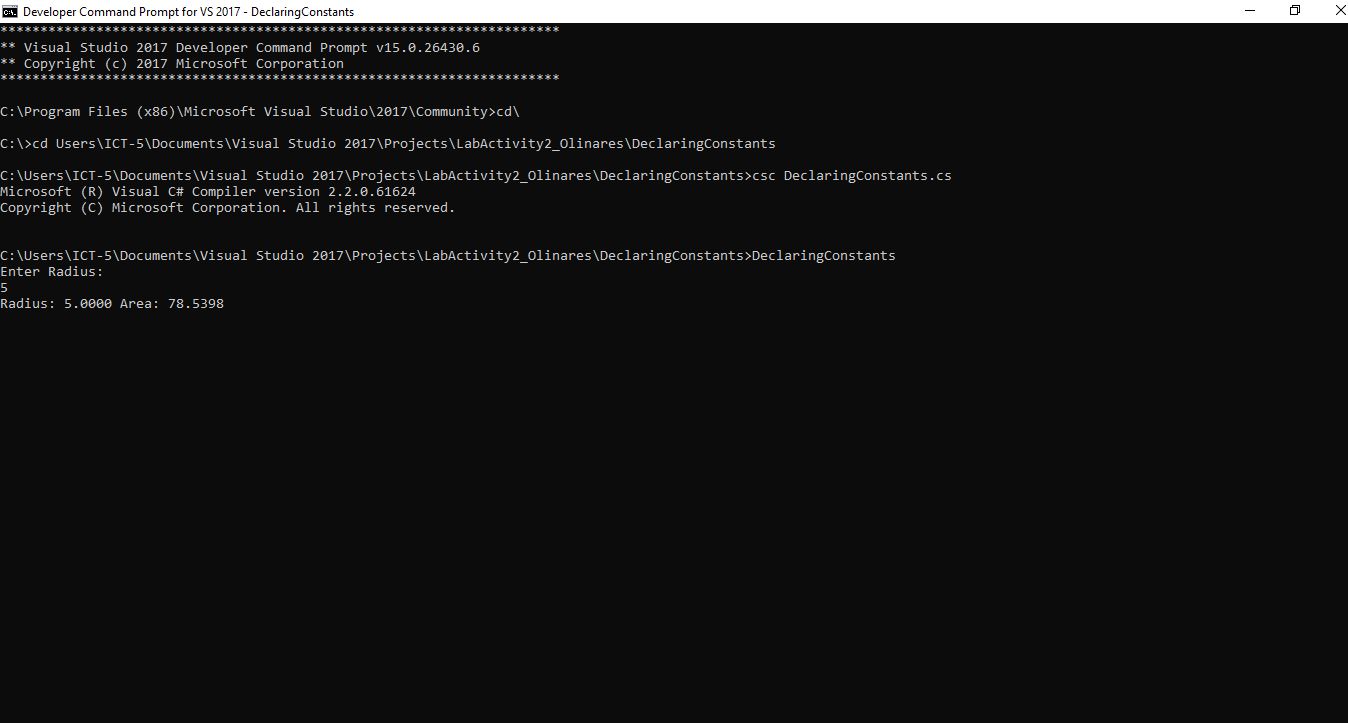 Developer Command Prompt for VS 2017 - DeclaringConstants
**********************************************************************
** Visual Studio 2017 Developer Command Prompt v15.0.26430.6
** Copyright (c) 2017 Microsoft Corporation
**********************************************************************
C:\Program Files (x86)\Microsoft Visual Studio\2017\Community>cd\
C:\>cd Users\ICT-5\Documents\Visual Studio 2017\Projects\LabActivity2_Olinares\DeclaringConstants
C:\Users\ICT-5\Documents\Visual Studio 2017\Projects\LabActivity2_Olinares\DeclaringConstants>csc DeclaringConstants.cs
Microsoft (R) Visual C# Compiler version 2.2.0.61624
Copyright (C) Microsoft Corporation. All rights reserved.
C:\Users\ICT-5\Documents\Visual Studio 2017\Projects\LabActivity2_Olinares\DeclaringConstants>DeclaringConstants
Enter Radius:
5
Radius: 5.0000 Area: 78.5398